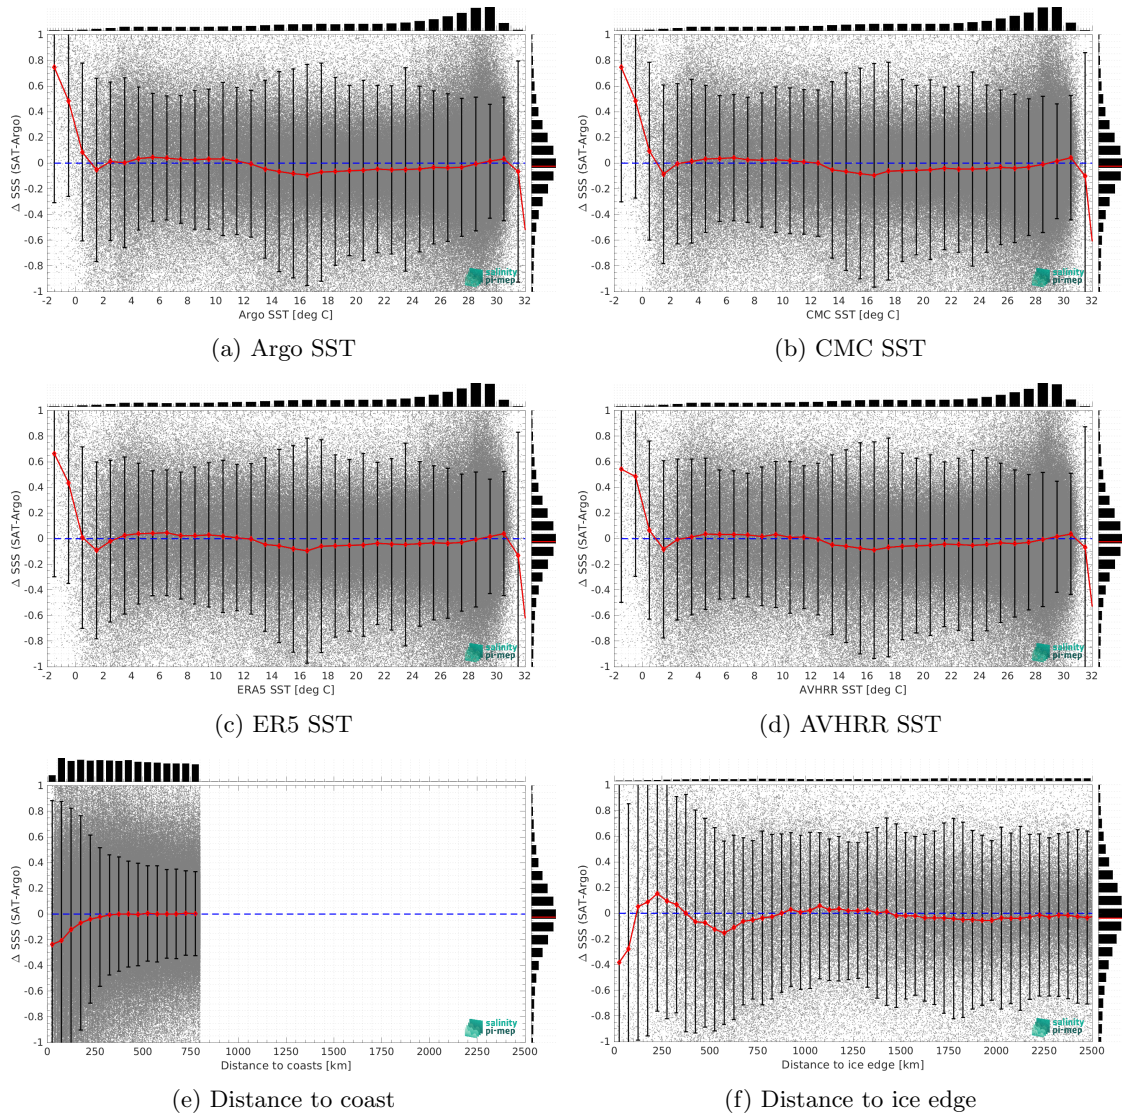 1
0.8
0.6
0.4
0.2
0
-0.2
-0.4
-0.6
-0.8
-1
Δ SSS (SAT-Argo)
-2 0 2 4 6 8 10 12 14 16 18 20 22 24 26 28 30 32
Argo SST [deg C]
salinity
pi-mep
(a) Argo SST
1
0.8
0.6
0.4
0.2
0
-0.2
-0.4
-0.6
-0.8
-1
Δ SSS (SAT-Argo)
-2 0 2 4 6 8 10 12 14 16 18 20 22 24 26 28 30 32
CMC SST [deg C]
salinity
pi-mep
(b) CMC SST
1
0.8
0.6
0.4
0.2
0
-0.2
-0.4
-0.6
-0.8
-1
Δ SSS (SAT-Argo)
-2 0 2 4 6 8 10 12 14 16 18 20 22 24 26 28 30 32
ERA5 SST [deg C]
salinity
pi-mep
(c) ER5 SST
1
0.8
0.6
0.4
0.2
0
-0.2
-0.4
-0.6
-0.8
-1
Δ SSS (SAT-Argo)
-2 0 2 4 6 8 10 12 14 16 18 20 22 24 26 28 30 32
AVHRR SST [deg C]
salinity
pi-mep
(d) AVHRR SST
1
0.8
0.6
0.4
0.2
0
-0.2
-0.4
-0.6
-0.8
-1
Δ SSS (SAT-Argo)
0 250 500 750 1000 1250 1500 1750 2000 2250 2500
Distance to coasts [km]
salinity
pi-mep
(e) Distance to coast
1
0.8
0.6
0.4
0.2
0
-0.2
-0.4
-0.6
-0.8
-1
Δ SSS (SAT-Argo)
0 250 500 750 1000 1250 1500 1750 2000 2250 2500
Distance to ice edge [km]
salinity
pi-mep
(f) Distance to ice edge